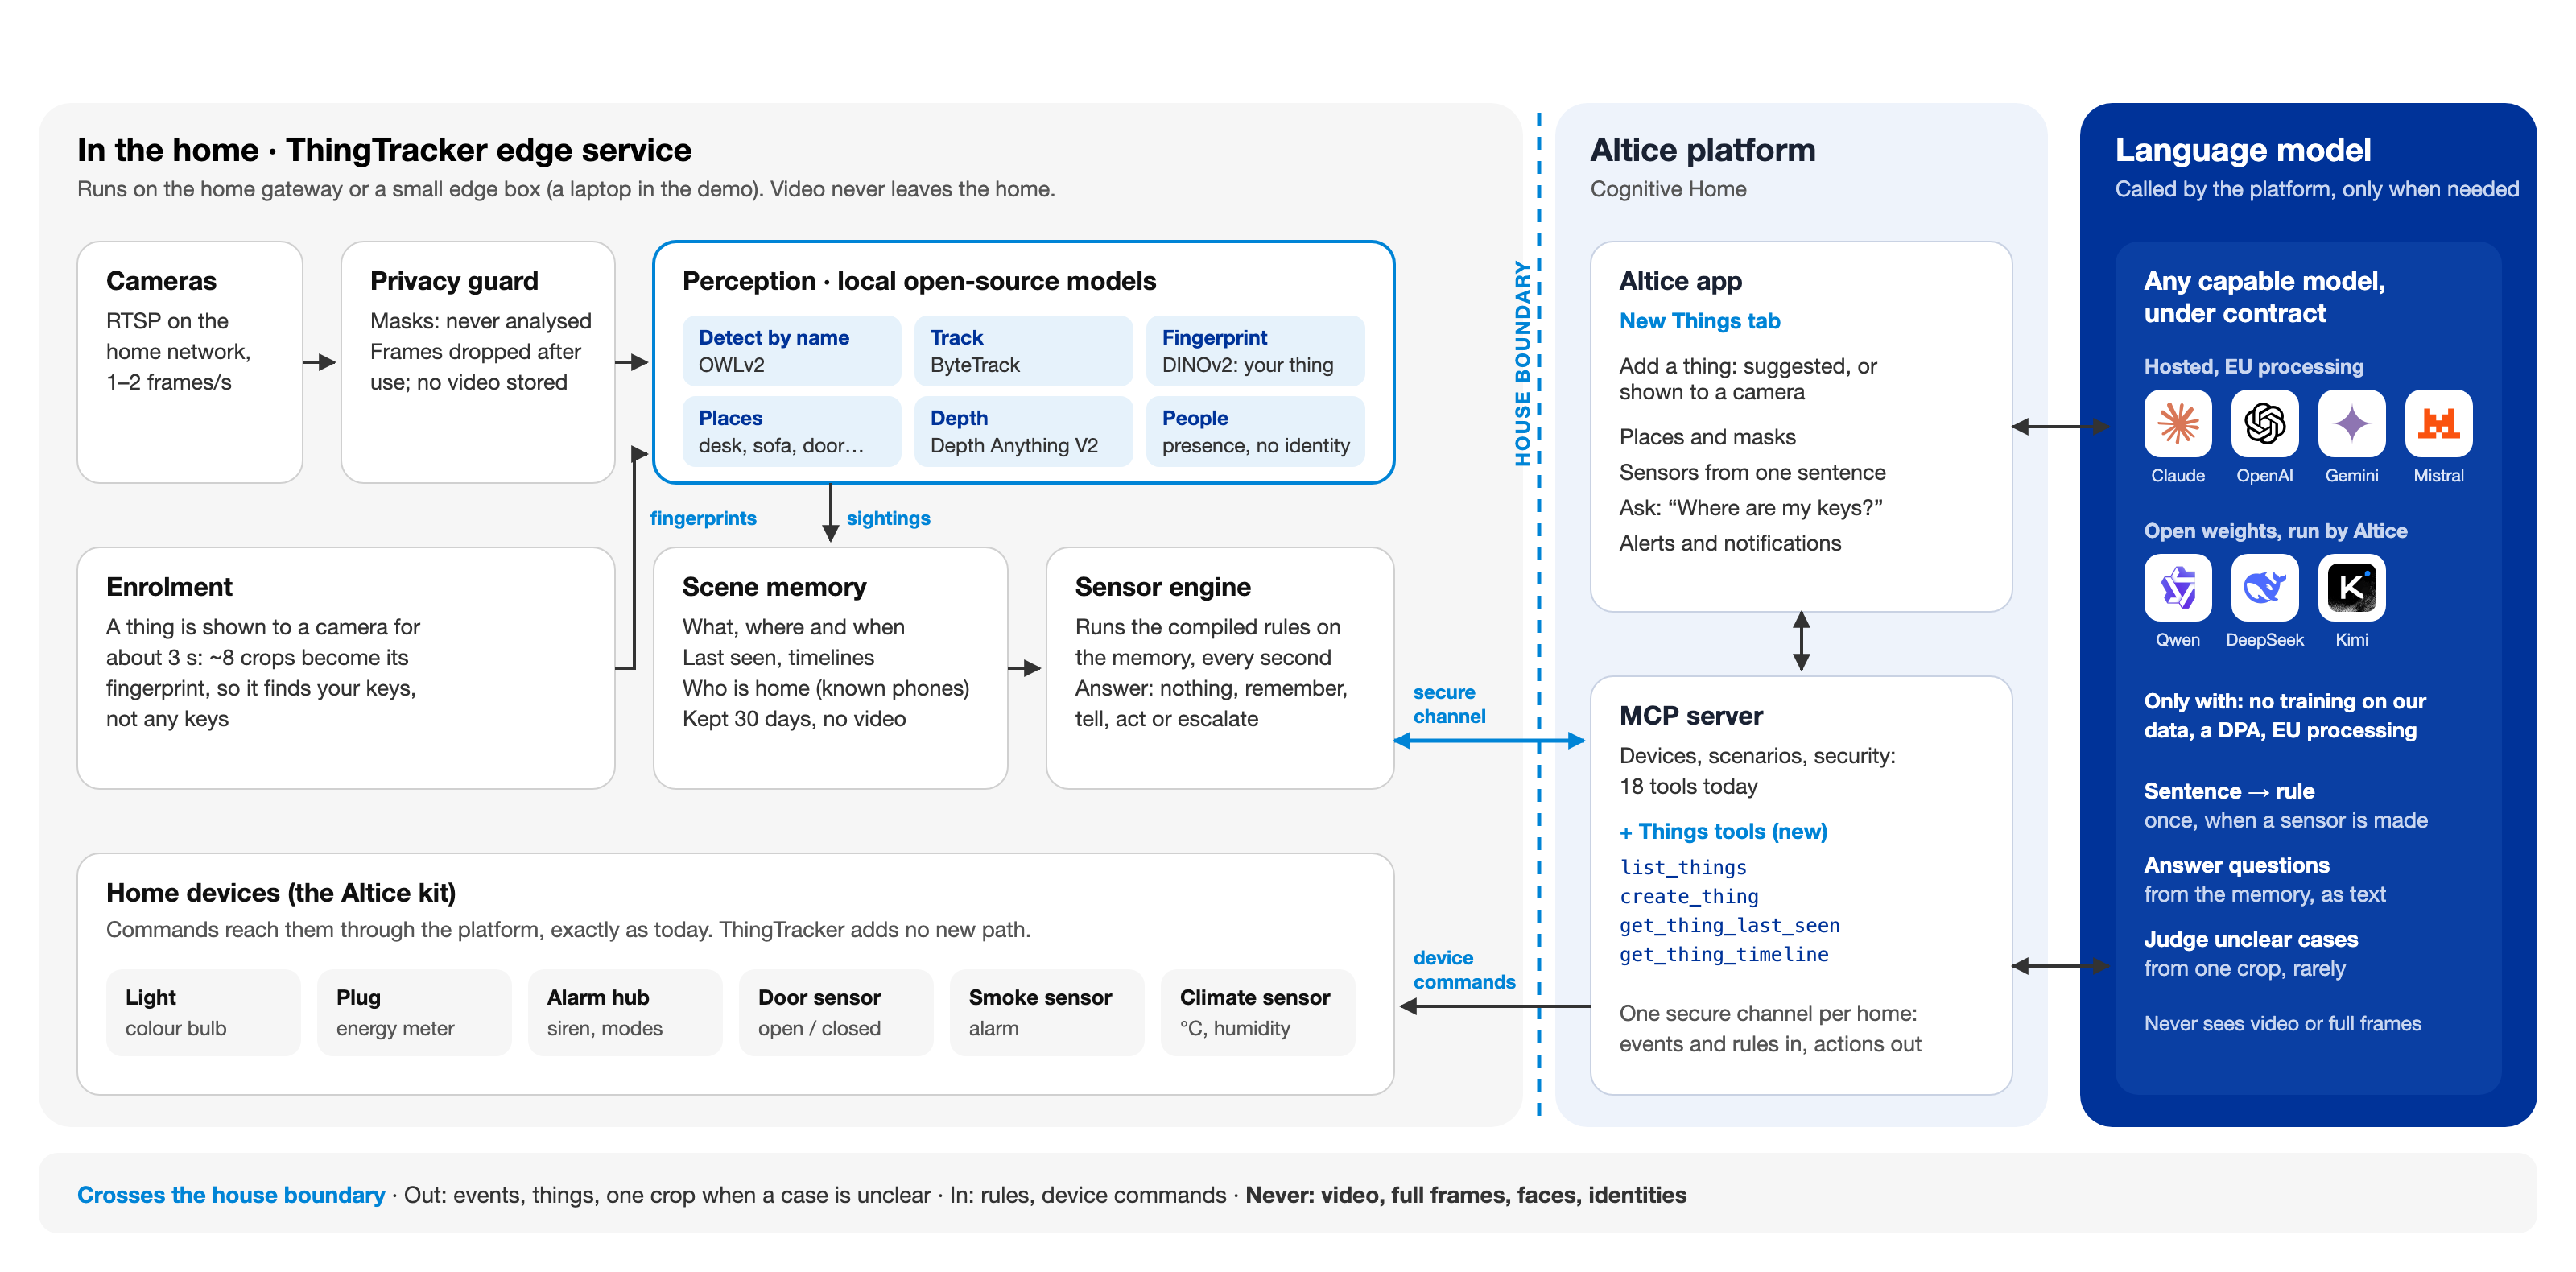 In the home · ThingTracker edge service
Runs on the home gateway or a small edge box (a laptop in the demo). Video never leaves the home.
Cameras
RTSP on the
home network,
1–2 frames/s
Privacy guard
Masks: never analysed
Frames dropped after
use; no video stored
Perception · local open-source models
Detect by name
OWLv2
Track
ByteTrack
Fingerprint
DINOv2: your thing
Places
desk, sofa, door…
Depth
Depth Anything V2
People
presence, no identity
fingerprints
sightings
Enrolment
A thing is shown to a camera for
about 3 s: ~8 crops become its
fingerprint, so it finds your keys,
not any keys
Scene memory
What, where and when
Last seen, timelines
Who is home (known phones)
Kept 30 days, no video
Sensor engine
Runs the compiled rules on
the memory, every second
Answer: nothing, remember,
tell, act or escalate
Home devices (the Altice kit)
Commands reach them through the platform, exactly as today. ThingTracker adds no new path.
Light
colour bulb
Plug
energy meter
Alarm hub
siren, modes
Door sensor
open / closed
Smoke sensor
alarm
Climate sensor
°C, humidity
secure
channel
device
commands
HOUSE BOUNDARY
Altice platform
Cognitive Home
Altice app
New Things tab
Add a thing: suggested, or
shown to a camera
Places and masks
Sensors from one sentence
Ask: “Where are my keys?”
Alerts and notifications
MCP server
Devices, scenarios, security:
18 tools today
+ Things tools (new)
list_things
create_thing
get_thing_last_seen
get_thing_timeline
One secure channel per home:
events and rules in, actions out
Language model
Called by the platform, only when needed
Any capable model,
under contract
Hosted, EU processing
Claude
OpenAI
Gemini
Mistral
Open weights, run by Altice
K
Qwen
DeepSeek
Kimi
Only with: no training on our
data, a DPA, EU processing
Sentence → rule
once, when a sensor is made
Answer questions
from the memory, as text
Judge unclear cases
from one crop, rarely
Never sees video or full frames
Crosses the house boundary · Out: events, things, one crop when a case is unclear · In: rules, device commands · Never: video, full frames, faces, identities